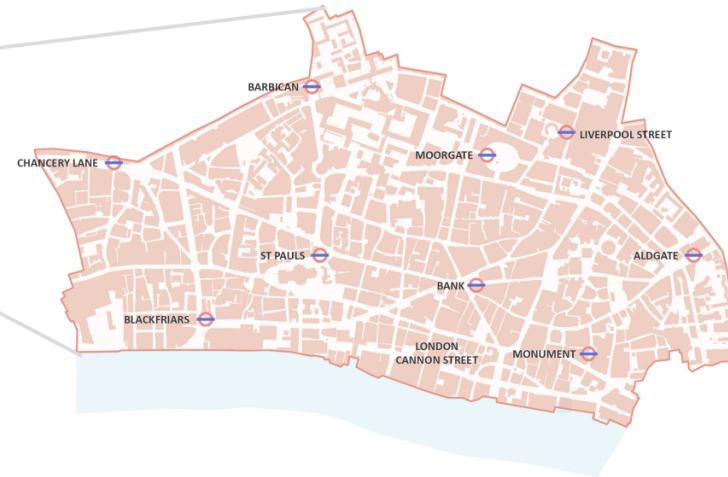 BARBICAN
LIVERPOOL STREET
MOORGATE
CHANCERY LANE
ST PAULS
ALDGATE
BANK
BLACKFRIARS
LONDON
CANNON STREET
MONUMENT